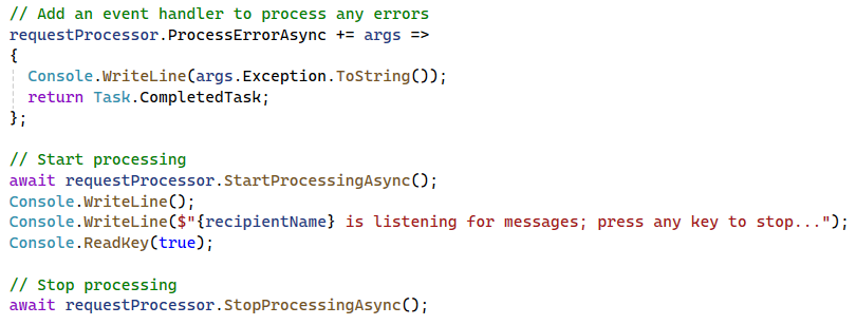 // Add an event handler to process any errors
requestProcessor.ProcessErrorAsync += args =>
{
  Console.WriteLine(args.Exception.ToString());
  return Task.CompletedTask;
};

// Start processing
await requestProcessor.StartProcessingAsync();
Console.WriteLine();
Console.WriteLine($"{recipientName} is listening for messages; press any key to stop...");
Console.ReadKey(true);

// Stop processing
await requestProcessor.StopProcessingAsync();